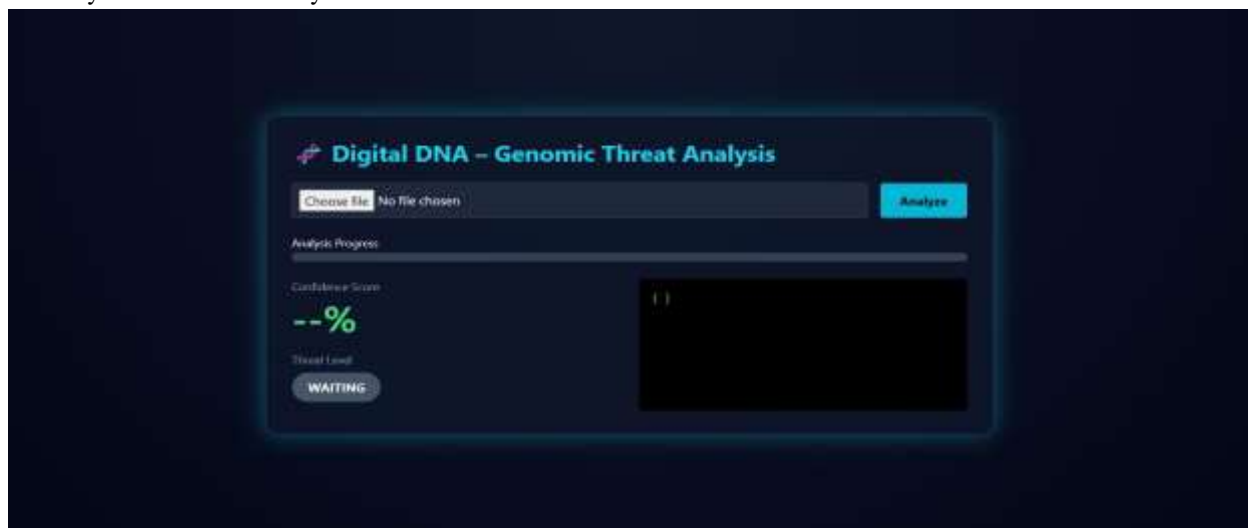 Digital DNA – Genomic Threat Analysis
Choose file No file chosen
Analyze
Analysis Progress
Confidence Score
--%
{ }
Threat Level
WAITING